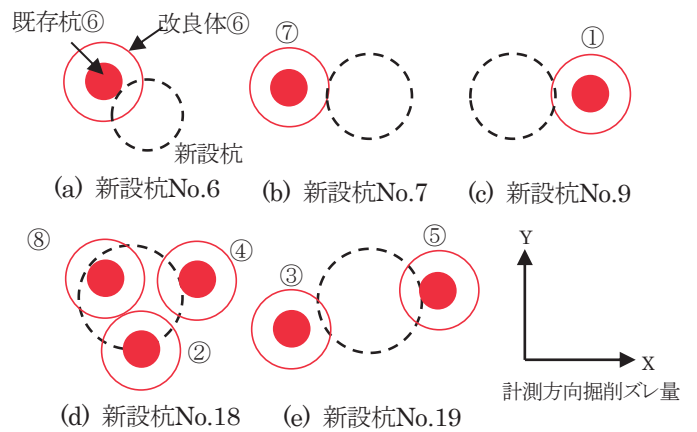 既存杭⑥
改良体⑥
新設杭
(a) 新設杭No.6
⑦
(b) 新設杭No.7
①
(c) 新設杭No.9
⑧
④
②
(d) 新設杭No.18
③
⑤
(e) 新設杭No.19
Y
X
計測方向掘削ズレ量